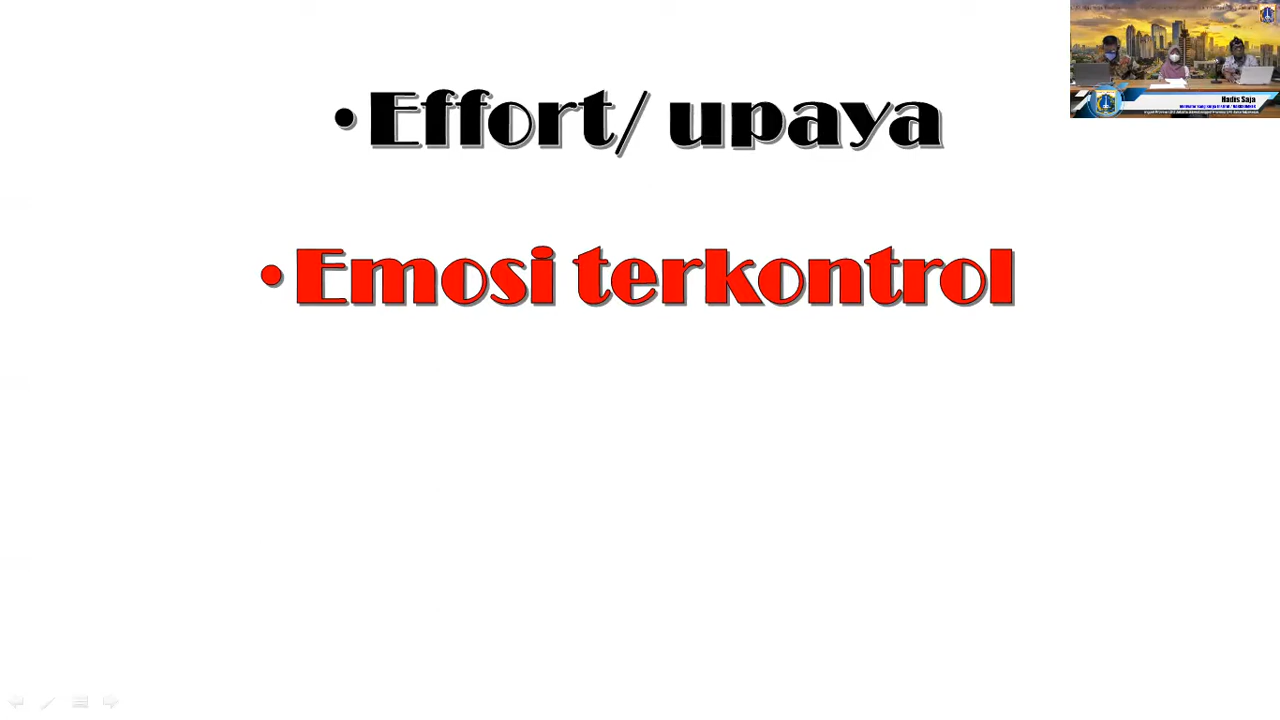 •Effort/ upaya
•Emosi terkontrol
Hadis Saja